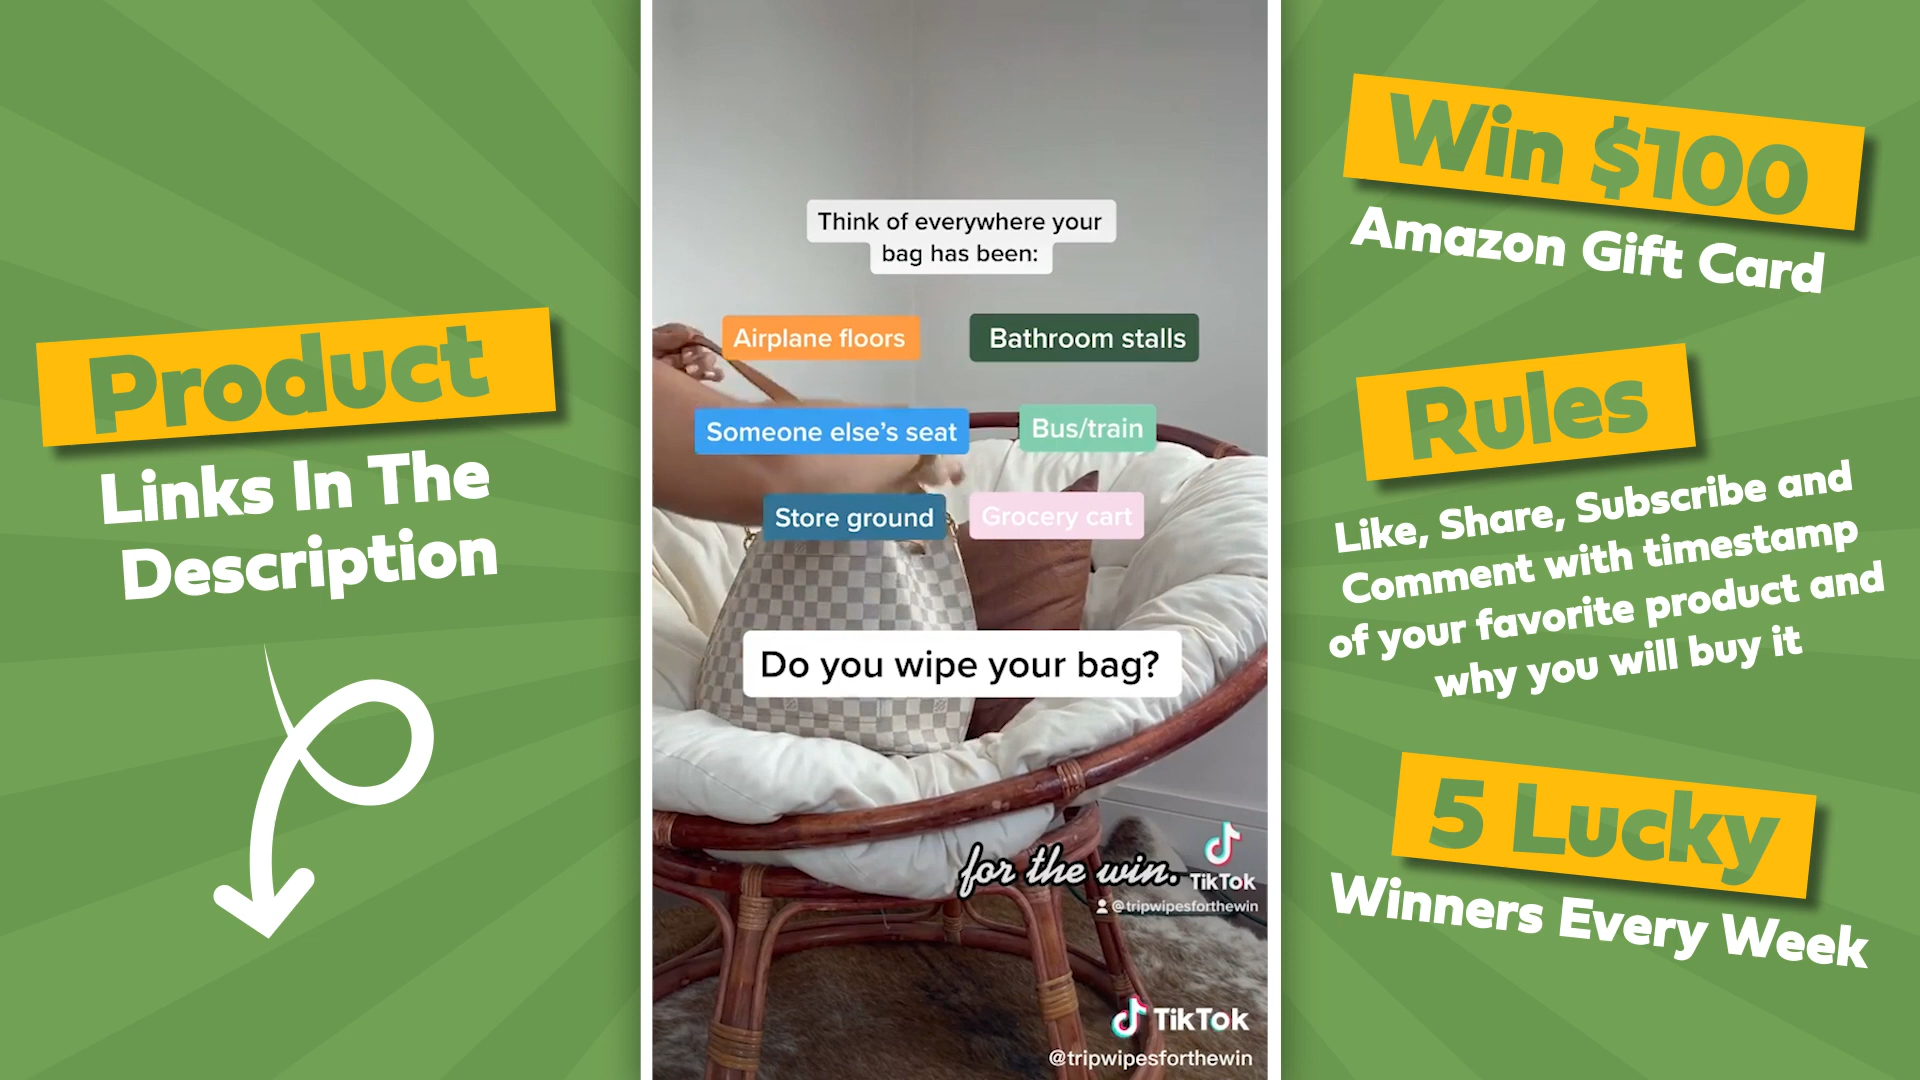 Product
Links In The
Description
Think of everywhere your
bag has been:
Airplane floors
Bathroom stalls
Someone else's seat
Bus/train
Store ground
Grocery cart
Do you wipe your bag?
for the win.
TikTok
@tripwipesforthewin
TikTok
@tripwipesforthewin
Win $100
Amazon Gift Card
Rules
Like, Share, Subscribe and
Comment with timestamp
of your favorite product and
why you will buy it
5 Lucky
Winners Every Week